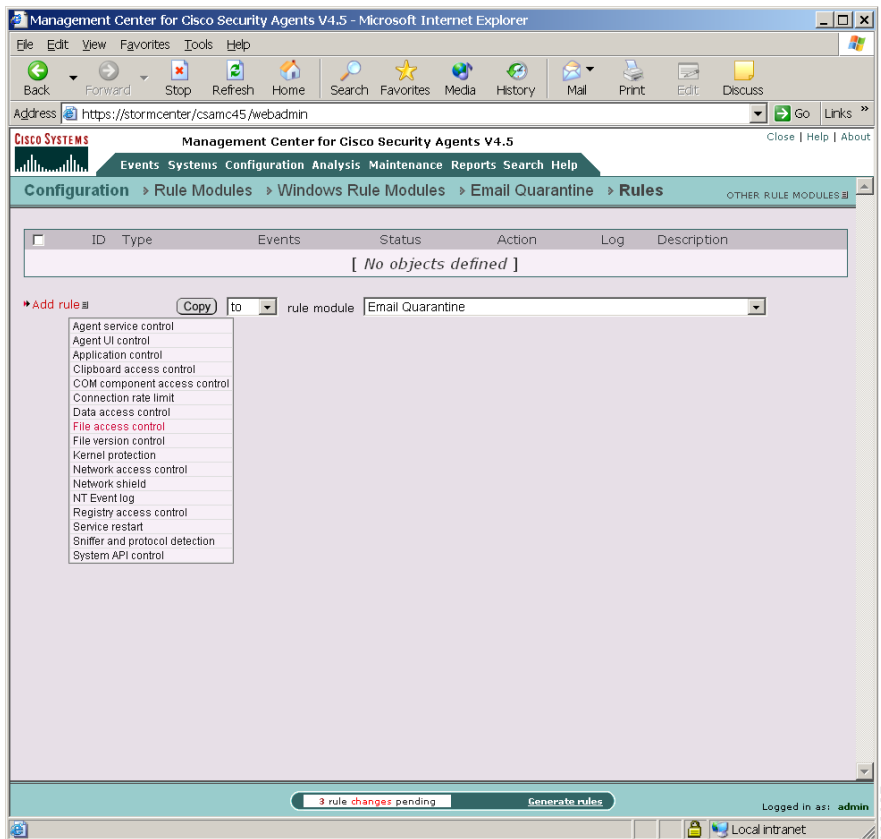 Management Center for Cisco Security Agents V4.5 - Microsoft Internet Explorer
File Edit View Favorites Tools Help
Back Forward Stop Refresh Home Search Favorites Media History Mail Print Edit Discuss
Address https://stormcenter/csamc45/webadmin Go Links »
CISCO SYSTEMS Management Center for Cisco Security Agents V4.5 Close | Help | About
Events Systems Configuration Analysis Maintenance Reports Search Help
Configuration > Rule Modules > Windows Rule Modules > Email Quarantine > Rules OTHER RULE MODULES
ID Type Events Status Action Log Description
[ No objects defined ]
Add rule Copy to rule module Email Quarantine
Agent service control
Agent UI control
Application control
Clipboard access control
COM component access control
Connection rate limit
Data access control
File access control
File version control
Kernel protection
Network access control
Network shield
NT Event log
Registry access control
Service restart
Sniffer and protocol detection
System API control
3 rule changes pending Generate rules Logged in as: admin
Local intranet